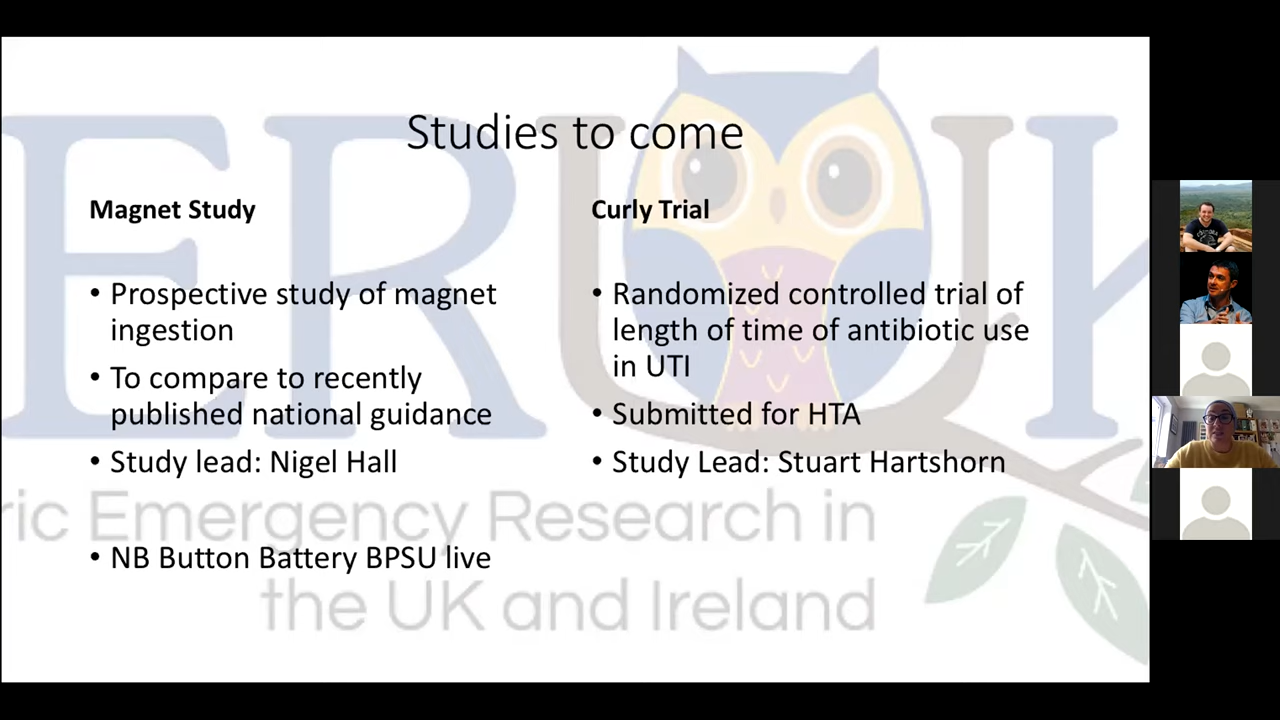 Studies to come
Magnet Study
• Prospective study of magnet
ingestion
• To compare to recently
published national guidance
• Study lead: Nigel Hall
• NB Button Battery BPSU live
Curly Trial
• Randomized controlled trial of
length of time of antibiotic use
in UTI
• Submitted for HTA
• Study Lead: Stuart Hartshorn
ERUUK
ric Emergency Research in
the UK and Ireland